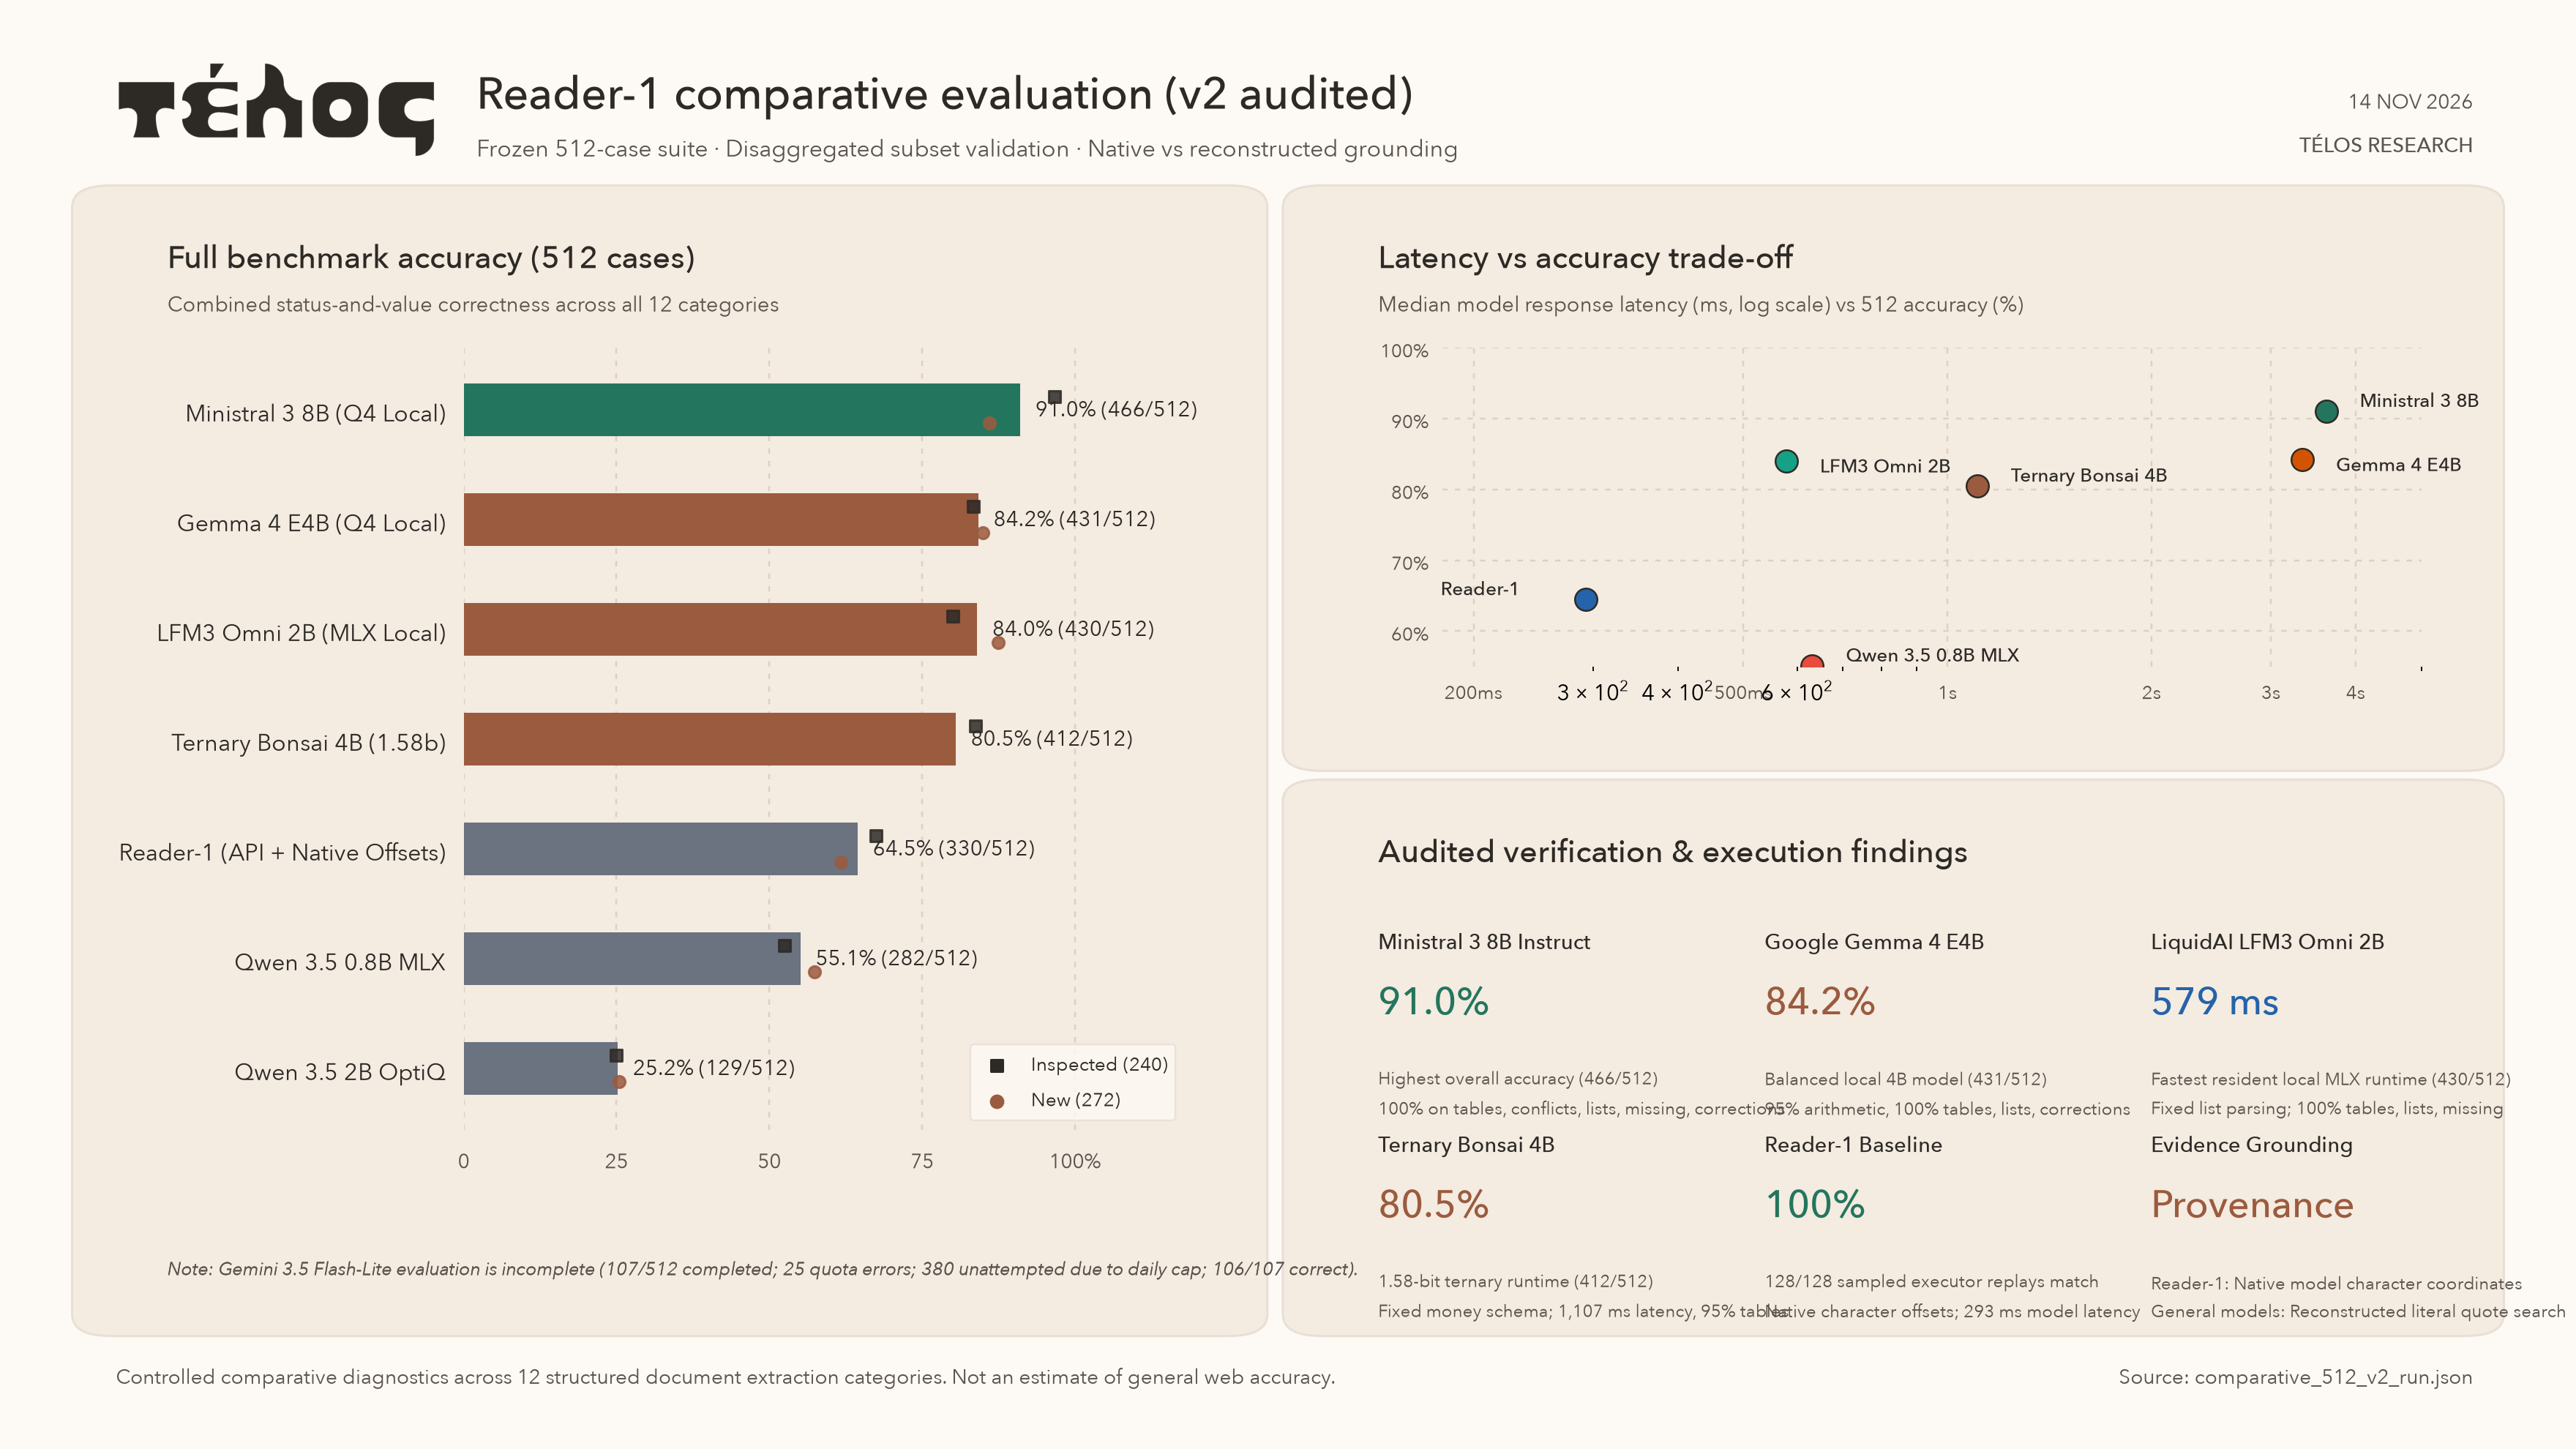 τέλος
Reader-1 comparative evaluation (v2 audited)
Frozen 512-case suite · Disaggregated subset validation · Native vs reconstructed grounding
14 NOV 2026
TÉLOS RESEARCH
Full benchmark accuracy (512 cases)
Combined status-and-value correctness across all 12 categories
Ministral 3 8B (Q4 Local)
91.0% (466/512)
Gemma 4 E4B (Q4 Local)
84.2% (431/512)
LFM3 Omni 2B (MLX Local)
84.0% (430/512)
Ternary Bonsai 4B (1.58b)
80.5% (412/512)
Reader-1 (API + Native Offsets)
64.5% (330/512)
Qwen 3.5 0.8B MLX
55.1% (282/512)
Qwen 3.5 2B OptiQ
25.2% (129/512)
Inspected (240)
New (272)
0 25 50 75 100%
Note: Gemini 3.5 Flash-Lite evaluation is incomplete (107/512 completed; 25 quota errors; 380 unattempted due to daily cap; 106/107 correct).
Latency vs accuracy trade-off
Median model response latency (ms, log scale) vs 512 accuracy (%)
100%
90%
80%
70%
60%
Ministral 3 8B
Gemma 4 E4B
LFM3 Omni 2B
Ternary Bonsai 4B
Reader-1
Qwen 3.5 0.8B MLX
200ms 3 × 10² 4 × 10² 500ms 6 × 10² 1s 2s 3s 4s
Audited verification & execution findings
Ministral 3 8B Instruct
91.0%
Highest overall accuracy (466/512)
100% on tables, conflicts, lists, missing, corrections
Google Gemma 4 E4B
84.2%
Balanced local 4B model (431/512)
95% arithmetic, 100% tables, lists, corrections
LiquidAI LFM3 Omni 2B
579 ms
Fastest resident local MLX runtime (430/512)
Fixed list parsing; 100% tables, lists, missing
Ternary Bonsai 4B
80.5%
1.58-bit ternary runtime (412/512)
Fixed money schema; 1,107 ms latency, 95% tables
Reader-1 Baseline
100%
128/128 sampled executor replays match
Native character offsets; 293 ms model latency
Evidence Grounding
Provenance
Reader-1: Native model character coordinates
General models: Reconstructed literal quote search
Controlled comparative diagnostics across 12 structured document extraction categories. Not an estimate of general web accuracy.
Source: comparative_512_v2_run.json